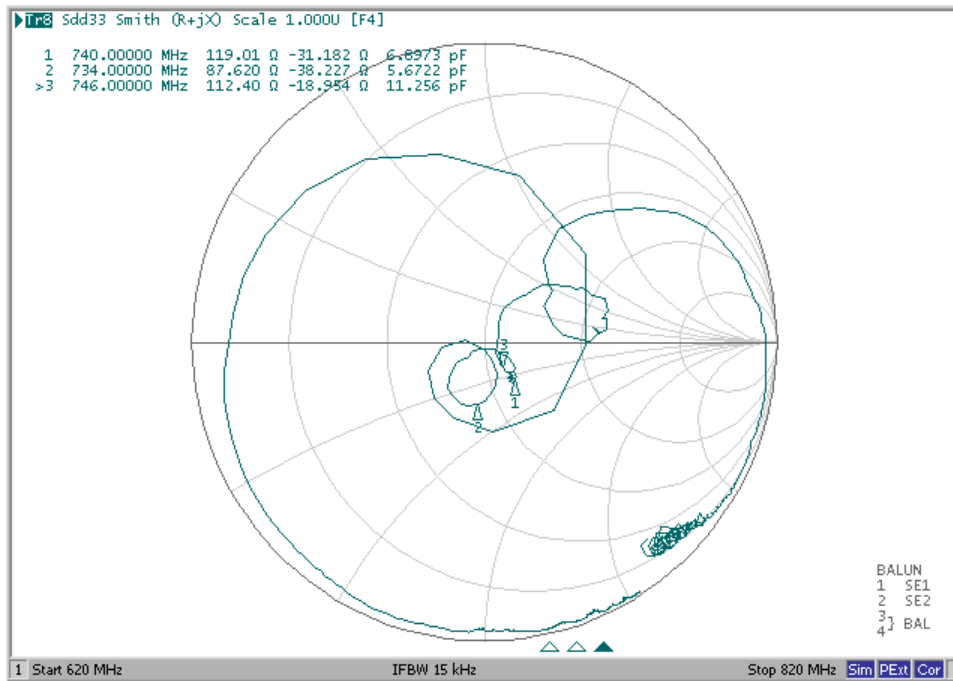 Tr8 Sdd33 Smith (R+jX) Scale 1.000U [F4]
1 740.00000 MHz 119.01 Ω -31.182 Ω 6.8973 pF
2 734.00000 MHz 87.620 Ω -38.227 Ω 5.6722 pF
>3 746.00000 MHz 112.40 Ω -18.954 Ω 11.256 pF
3
1
2
BALUN
1 SE1
2 SE2
3
4} BAL
1 Start 620 MHz IFBW 15 kHz Stop 820 MHz Sim PExt Cor